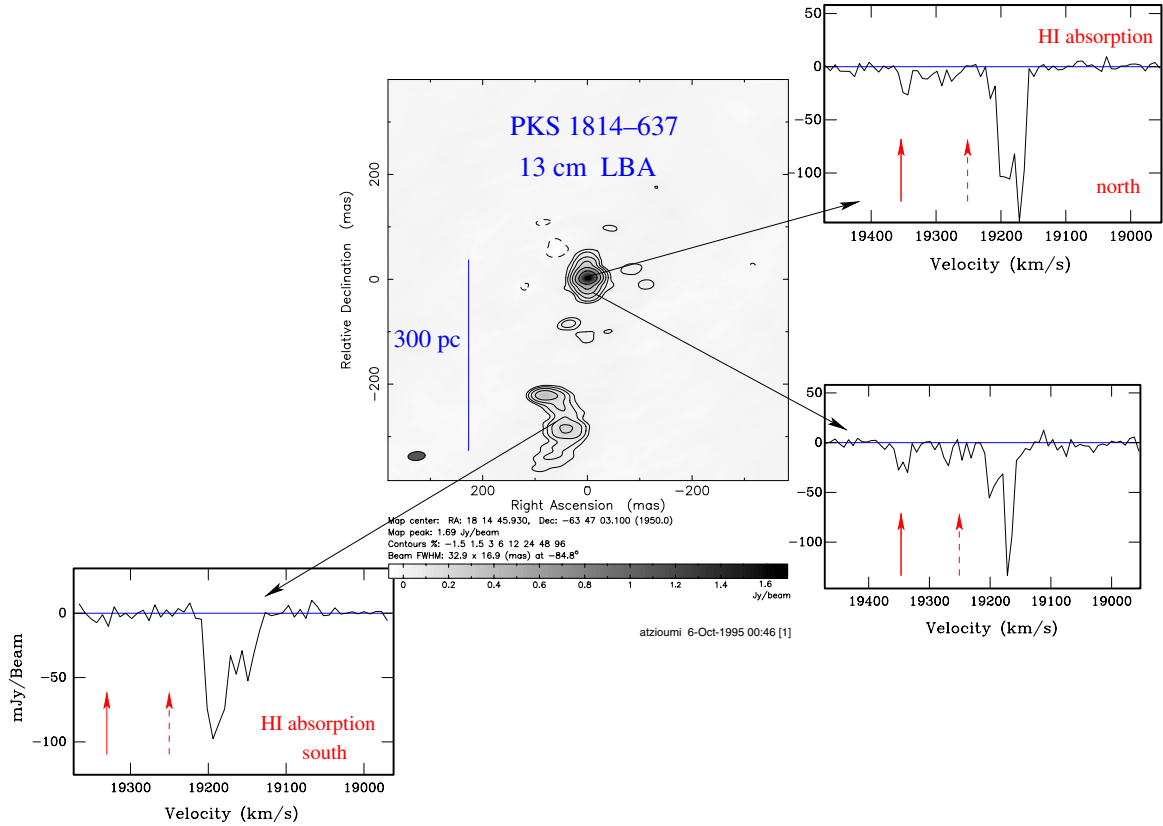 50
0
−50
−100
HI absorption
north
19400 19300 19200 19100 19000
Velocity (km/s)
PKS 1814–637
13 cm LBA
300 pc
Relative Declination (mas)
200
0
−200
200 0 −200
Right Ascension (mas)
Map center: RA: 18 14 45.930, Dec: −63 47 03.100 (1950.0)
Map peak: 1.69 Jy/beam
Contours %: −1.5 1.5 3 6 12 24 48 96
Beam FWHM: 32.9 x 16.9 (mas) at −84.8°
0 0.2 0.4 0.6 0.8 1 1.2 1.4 1.6
Jy/beam
atzioumi 6-Oct-1995 00:46 [1]
50
0
−50
−100
19400 19300 19200 19100 19000
Velocity (km/s)
mJy/Beam
0
−50
−100
HI absorption
south
19300 19200 19100 19000
Velocity (km/s)